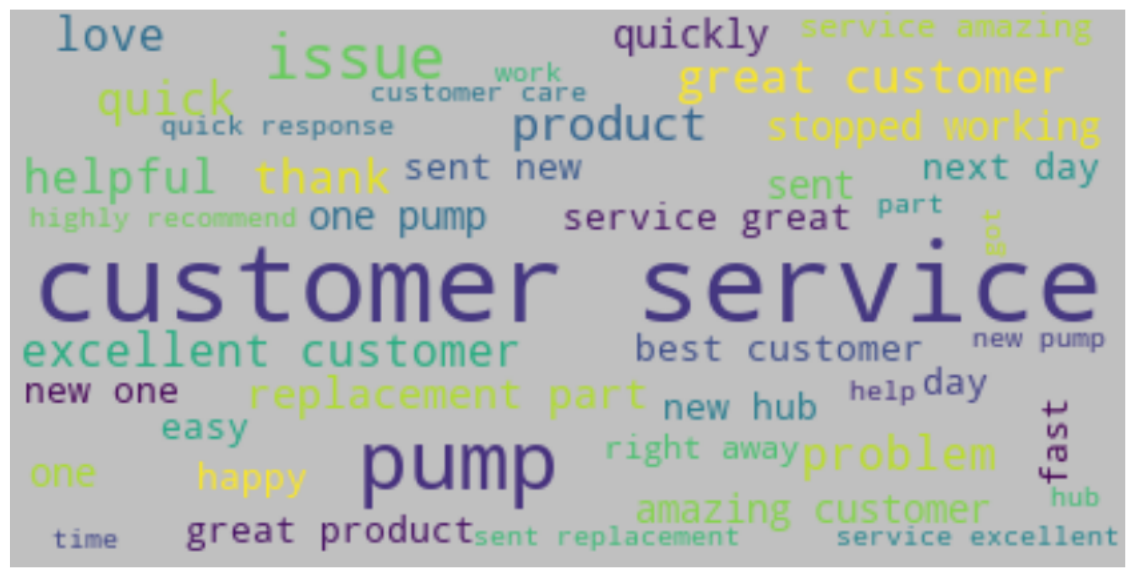 love
issue
quickly
service amazing
quick
work
customer care
great customer
quick response
product
stopped working
helpful
thank
sent new
sent
next day
highly recommend
one pump
service great
part
got
customer service
excellent customer
best customer
new pump
new one
replacement part
new hub
help
day
easy
pump
right away
problem
fast
one
happy
amazing customer
hub
time
great product
sent replacement
service excellent